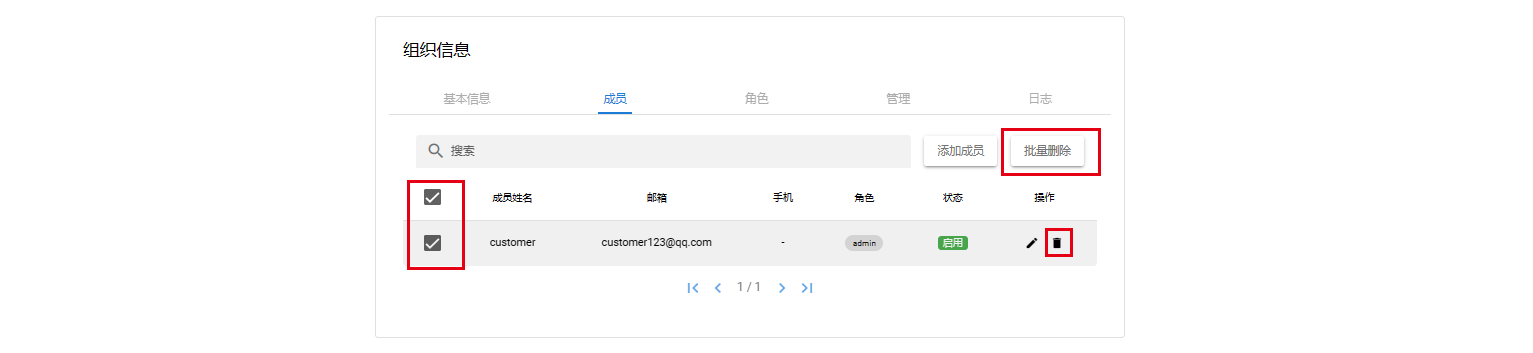 组织信息
基本信息 成员 角色 管理 日志
搜索 添加成员 批量删除
成员姓名 邮箱 手机 角色 状态 操作
customer customer123@qq.com - admin 启用
1 / 1